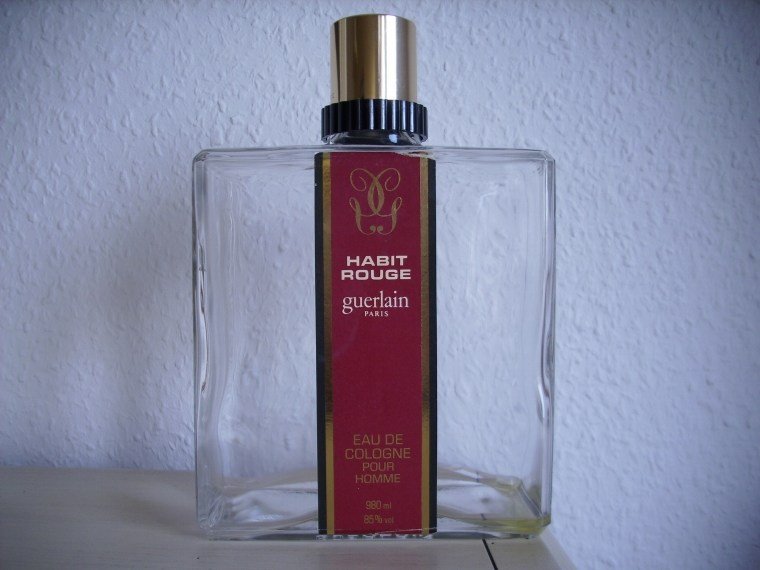 HABIT
ROUGE
guerlain
PARIS
EAU DE
COLOGNE
POUR
HOMME
980 ml
85% vol